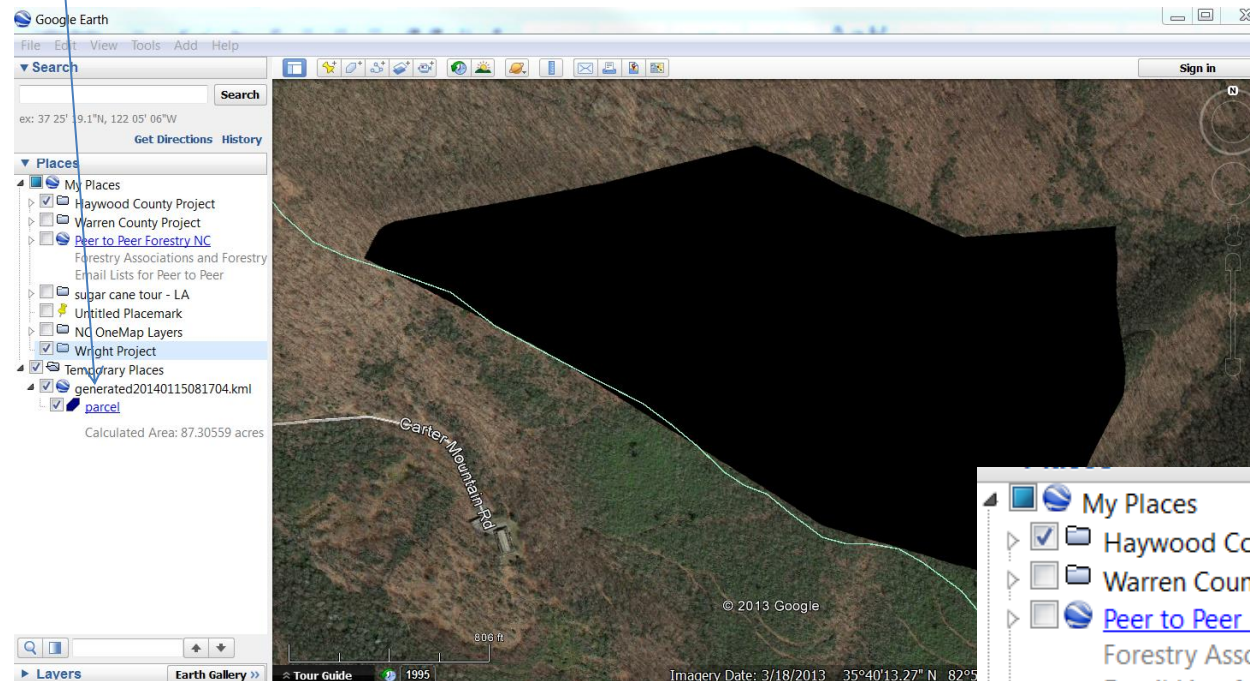 Google Earth
File Edit View Tools Add Help
▼ Search
Sign in
Search
ex: 37 25' 19.1"N, 122 05' 06"W
Get Directions History
▼ Places
My Places
Haywood County Project
Warren County Project
Peer to Peer Forestry NC
Forestry Associations and Forestry
Email Lists for Peer to Peer
sugar cane tour - LA
Untitled Placemark
NC OneMap Layers
Wright Project
Temporary Places
generated20140115081704.kml
parcel
Calculated Area: 87.30559 acres
► Layers
Earth Gallery >>
N
Carter Mountain Rd
© 2013 Google
806 ft
Tour Guide
1995
Imagery Date: 3/18/2013 35°40'13.27" N 82°5
My Places
Haywood Co
Warren Coun
Peer to Peer
Forestry Asso